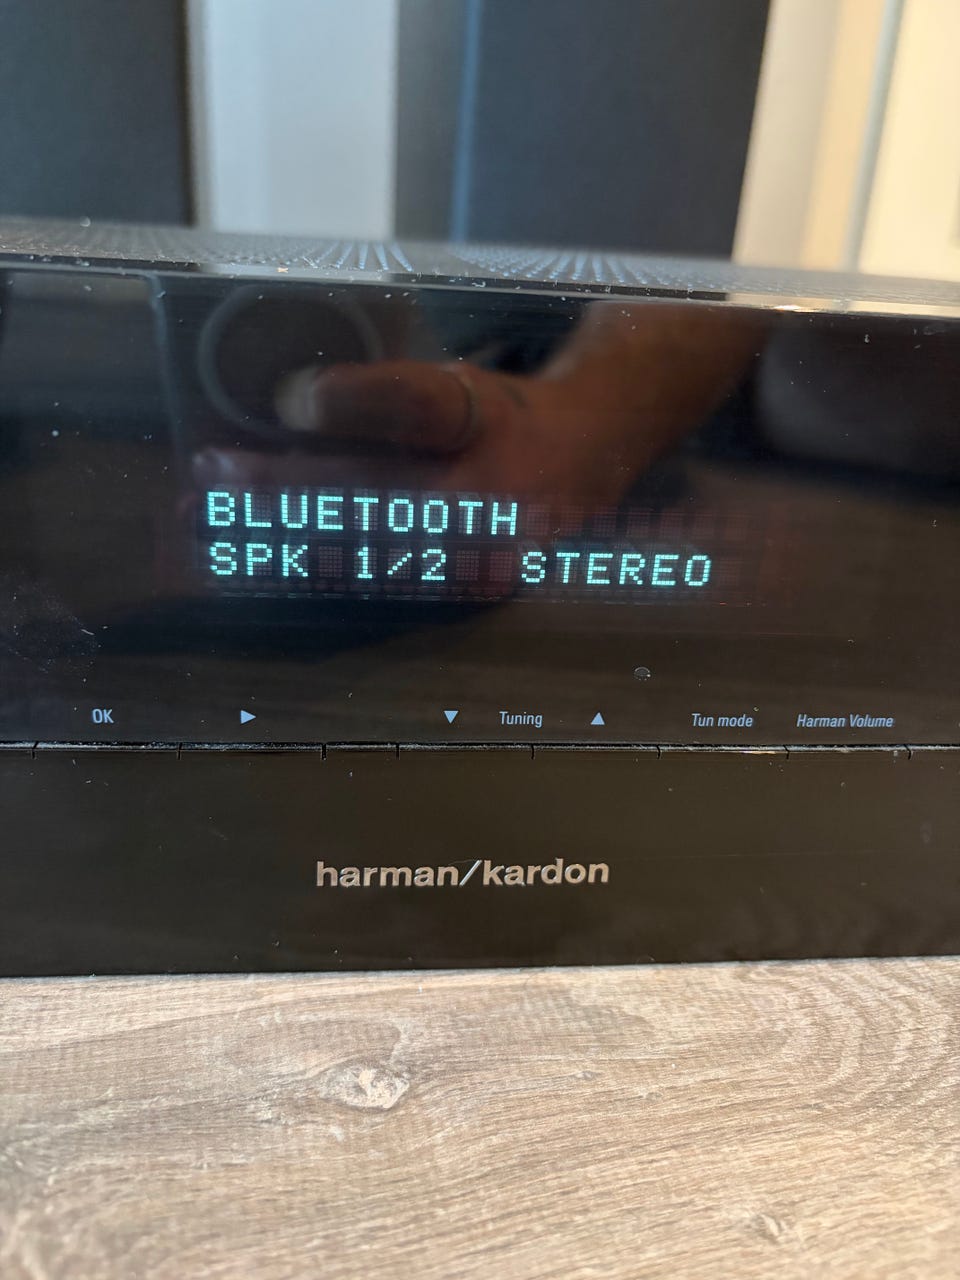 BLUETOOTH
SPK 1/2 STEREO
OK ▶ ▼ Tuning ▲ Tun mode Harman Volume
harman/kardon